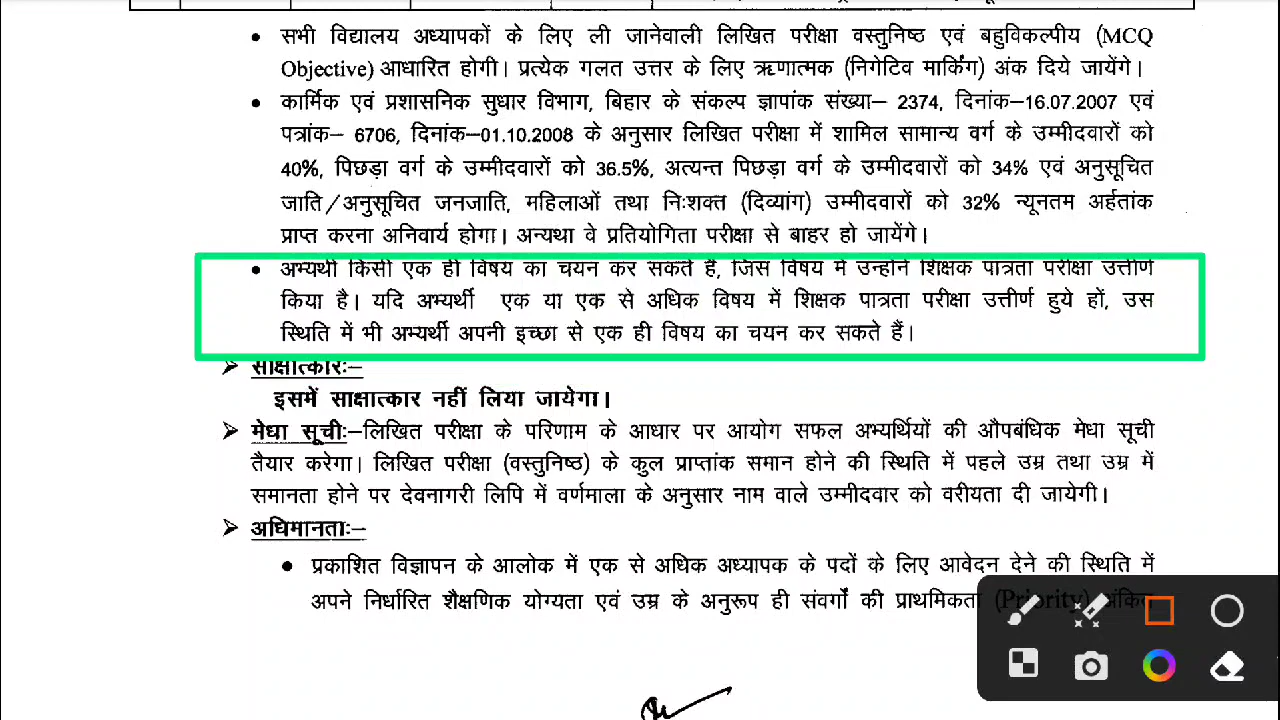 सभी विद्यालय अध्यापकों के लिए ली जानेवाली लिखित परीक्षा वस्तुनिष्ठ एवं बहुविकल्पीय (MCQ
Objective) आधारित होगी। प्रत्येक गलत उत्तर के लिए ऋणात्मक (निगेटिव मार्किंग) अंक दिये जायेंगे।
कार्मिक एवं प्रशासनिक सुधार विभाग, बिहार के संकल्प ज्ञापांक संख्या– 2374, दिनांक–16.07.2007 एवं
पत्रांक– 6706, दिनांक–01.10.2008 के अनुसार लिखित परीक्षा में शामिल सामान्य वर्ग के उम्मीदवारों को
40%, पिछड़ा वर्ग के उम्मीदवारों को 36.5%, अत्यन्त पिछड़ा वर्ग के उम्मीदवारों को 34% एवं अनुसूचित
जाति/अनुसूचित जनजाति, महिलाओं तथा निःशक्त (दिव्यांग) उम्मीदवारों को 32% न्यूनतम अर्हतांक
प्राप्त करना अनिवार्य होगा। अन्यथा वे प्रतियोगिता परीक्षा से बाहर हो जायेंगे।
अभ्यर्थी किसी एक ही विषय का चयन कर सकते हैं, जिस विषय में उन्होंने शिक्षक पात्रता परीक्षा उत्तीर्ण
किया है। यदि अभ्यर्थी एक या एक से अधिक विषय में शिक्षक पात्रता परीक्षा उत्तीर्ण हुये हों, उस
स्थिति में भी अभ्यर्थी अपनी इच्छा से एक ही विषय का चयन कर सकते हैं।
साक्षात्कारः–
इसमें साक्षात्कार नहीं लिया जायेगा।
मेधा सूचीः–लिखित परीक्षा के परिणाम के आधार पर आयोग सफल अभ्यर्थियों की औपबंधिक मेधा सूची
तैयार करेगा। लिखित परीक्षा (वस्तुनिष्ठ) के कुल प्राप्तांक समान होने की स्थिति में पहले उम्र तथा उम्र में
समानता होने पर देवनागरी लिपि में वर्णमाला के अनुसार नाम वाले उम्मीदवार को वरीयता दी जायेगी।
अधिमानताः–
प्रकाशित विज्ञापन के आलोक में एक से अधिक अध्यापक के पदों के लिए आवेदन देने की स्थिति में
अपने निर्धारित शैक्षणिक योग्यता एवं उम्र के अनुरूप ही संवर्गों की प्राथमिकता (Priority) अंकित